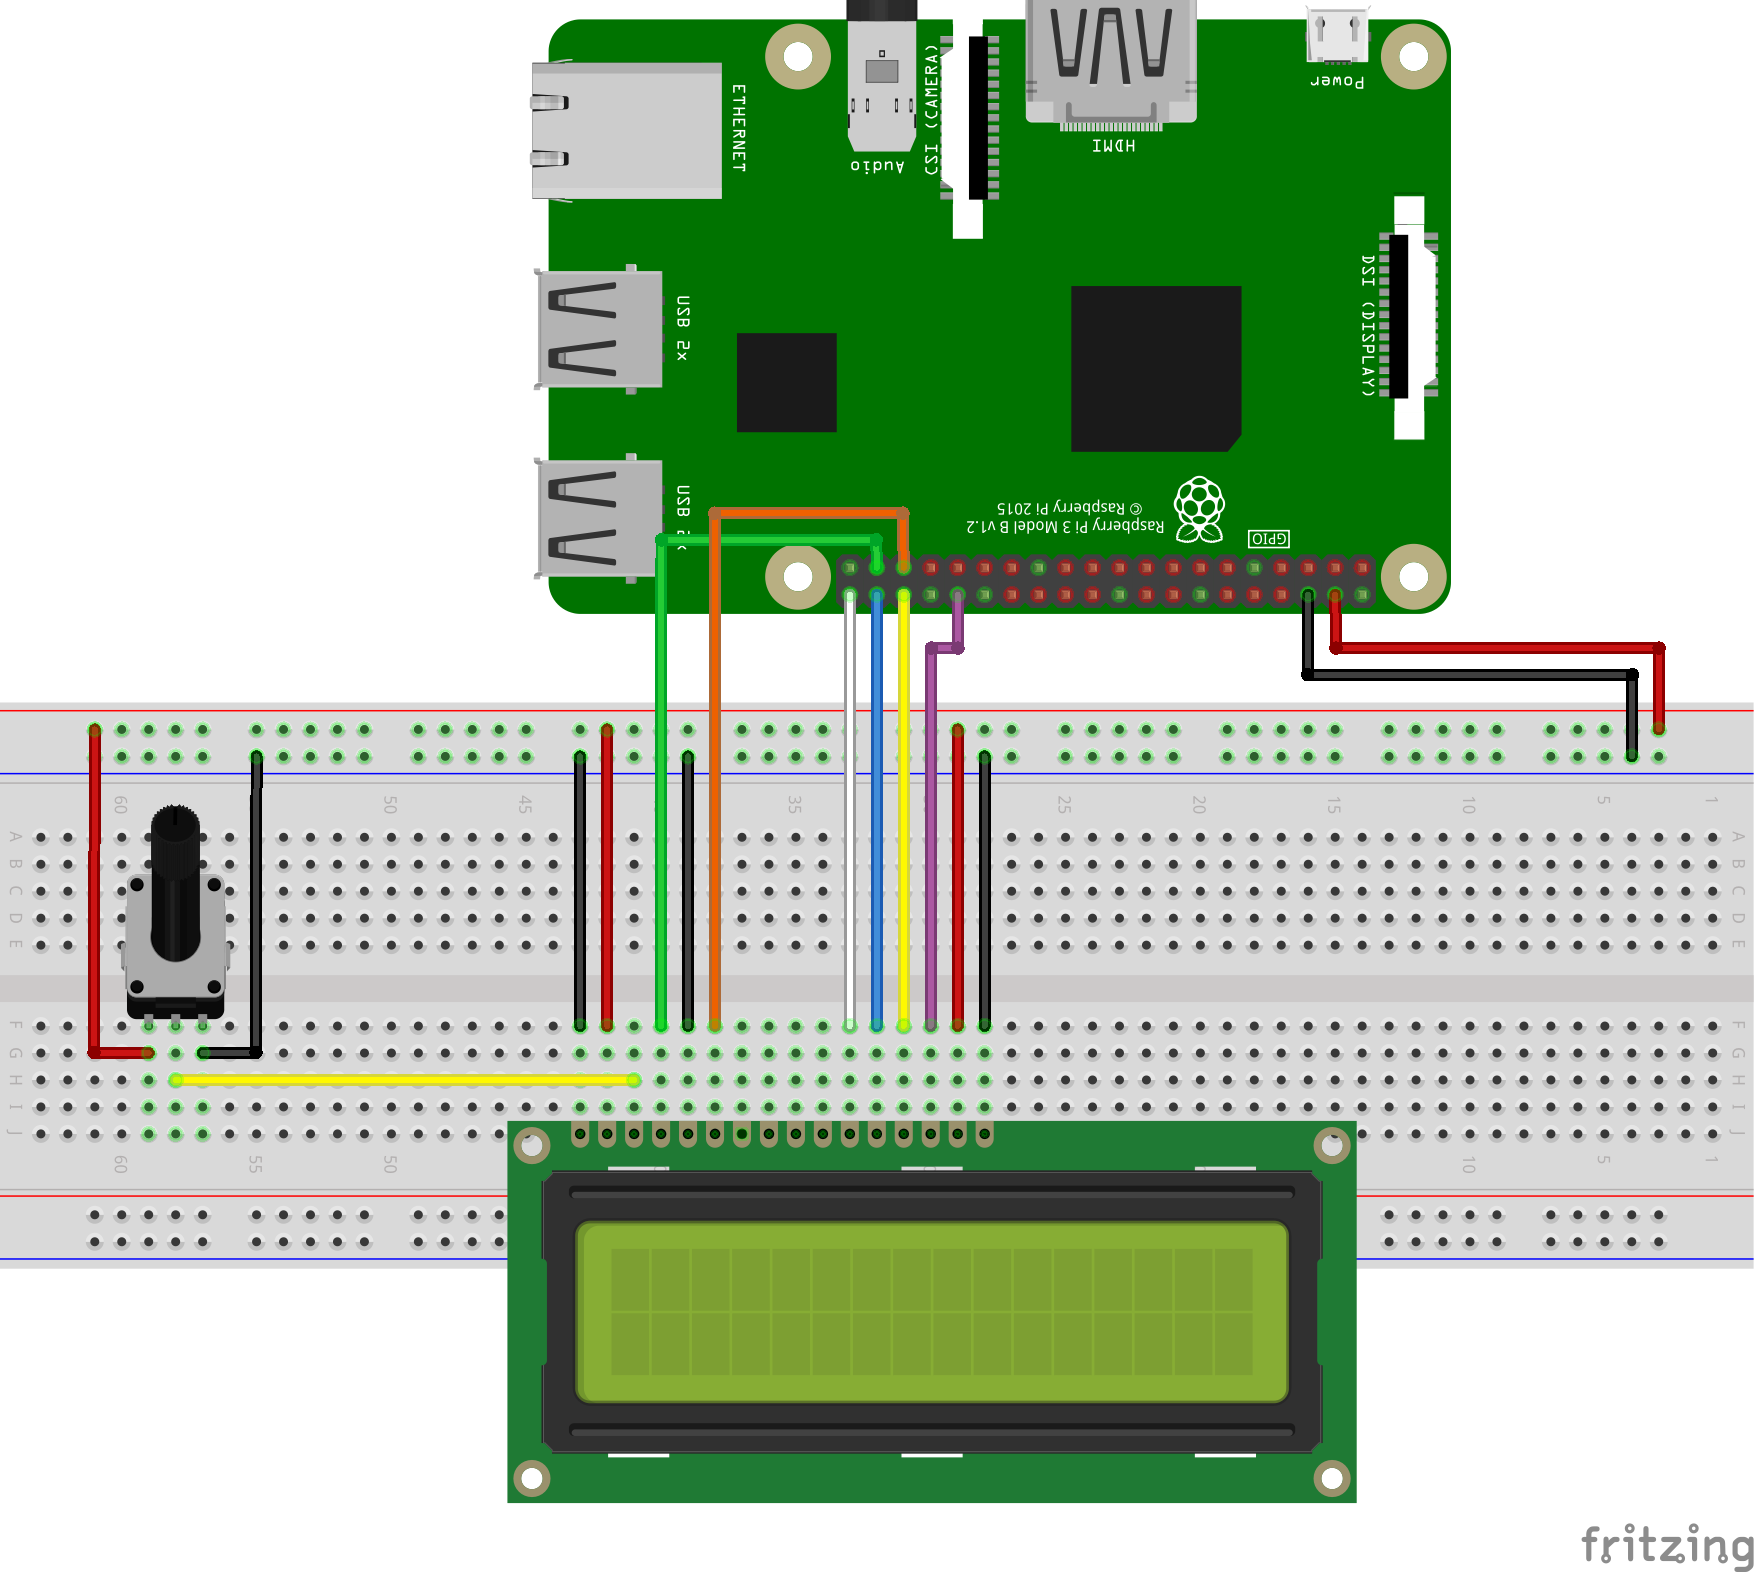 ETHERNET
Audio
CSI (CAMERA)
HDMI
Power
USB 2x
DSI (DISPLAY)
USB 2x
© Raspberry Pi 2015
Raspberry Pi 3 Model B v1.2
GPIO
60 50 45 35 25 20 15 10 5 1
A A
B B
C C
D D
E E
F F
G G
H H
I I
J J
60 55 50 10 5 1
fritzing